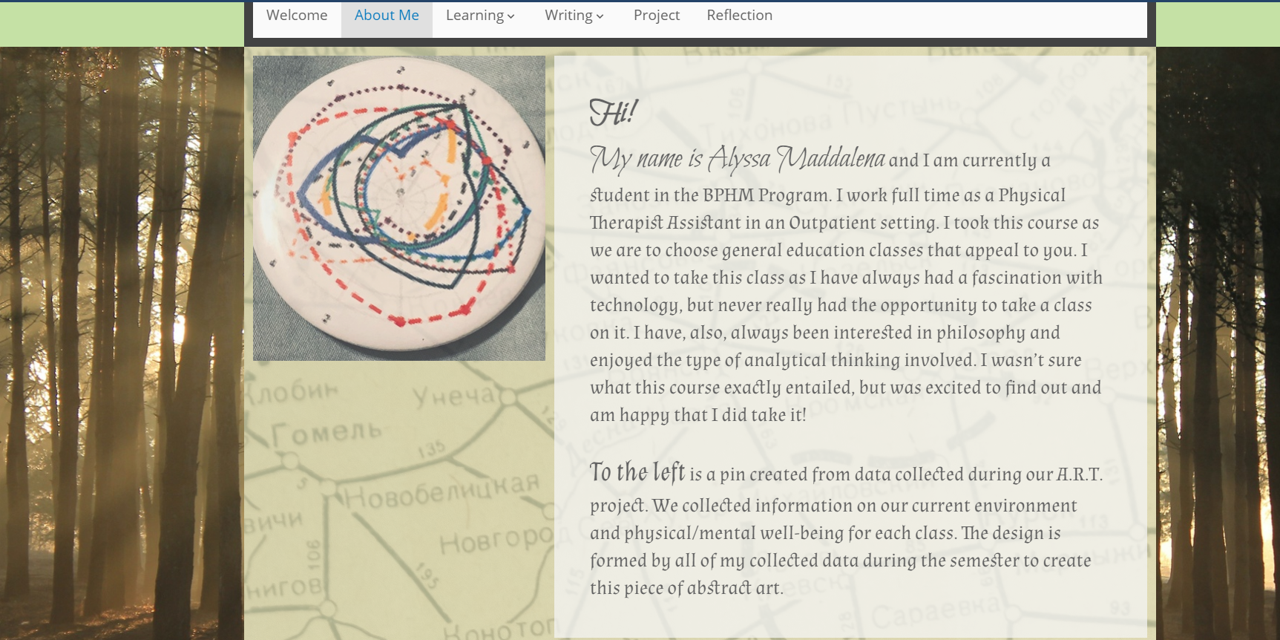 Welcome
About Me
Learning
Writing
Project
Reflection
Hi!
My name is Alyssa Maddalena and I am currently a
student in the BPHM Program. I work full time as a Physical
Therapist Assistant in an Outpatient setting. I took this course as
we are to choose general education classes that appeal to you. I
wanted to take this class as I have always had a fascination with
technology, but never really had the opportunity to take a class
on it. I have, also, always been interested in philosophy and
enjoyed the type of analytical thinking involved. I wasn't sure
what this course exactly entailed, but was excited to find out and
am happy that I did take it!
To the left is a pin created from data collected during our A.R.T.
project. We collected information on our current environment
and physical/mental well-being for each class. The design is
formed by all of my collected data during the semester to create
this piece of abstract art.
Унеча
Гомель
135
Новобелицкая
106
195
106
131
Тихонова Пустынь
113
Сараевка
93